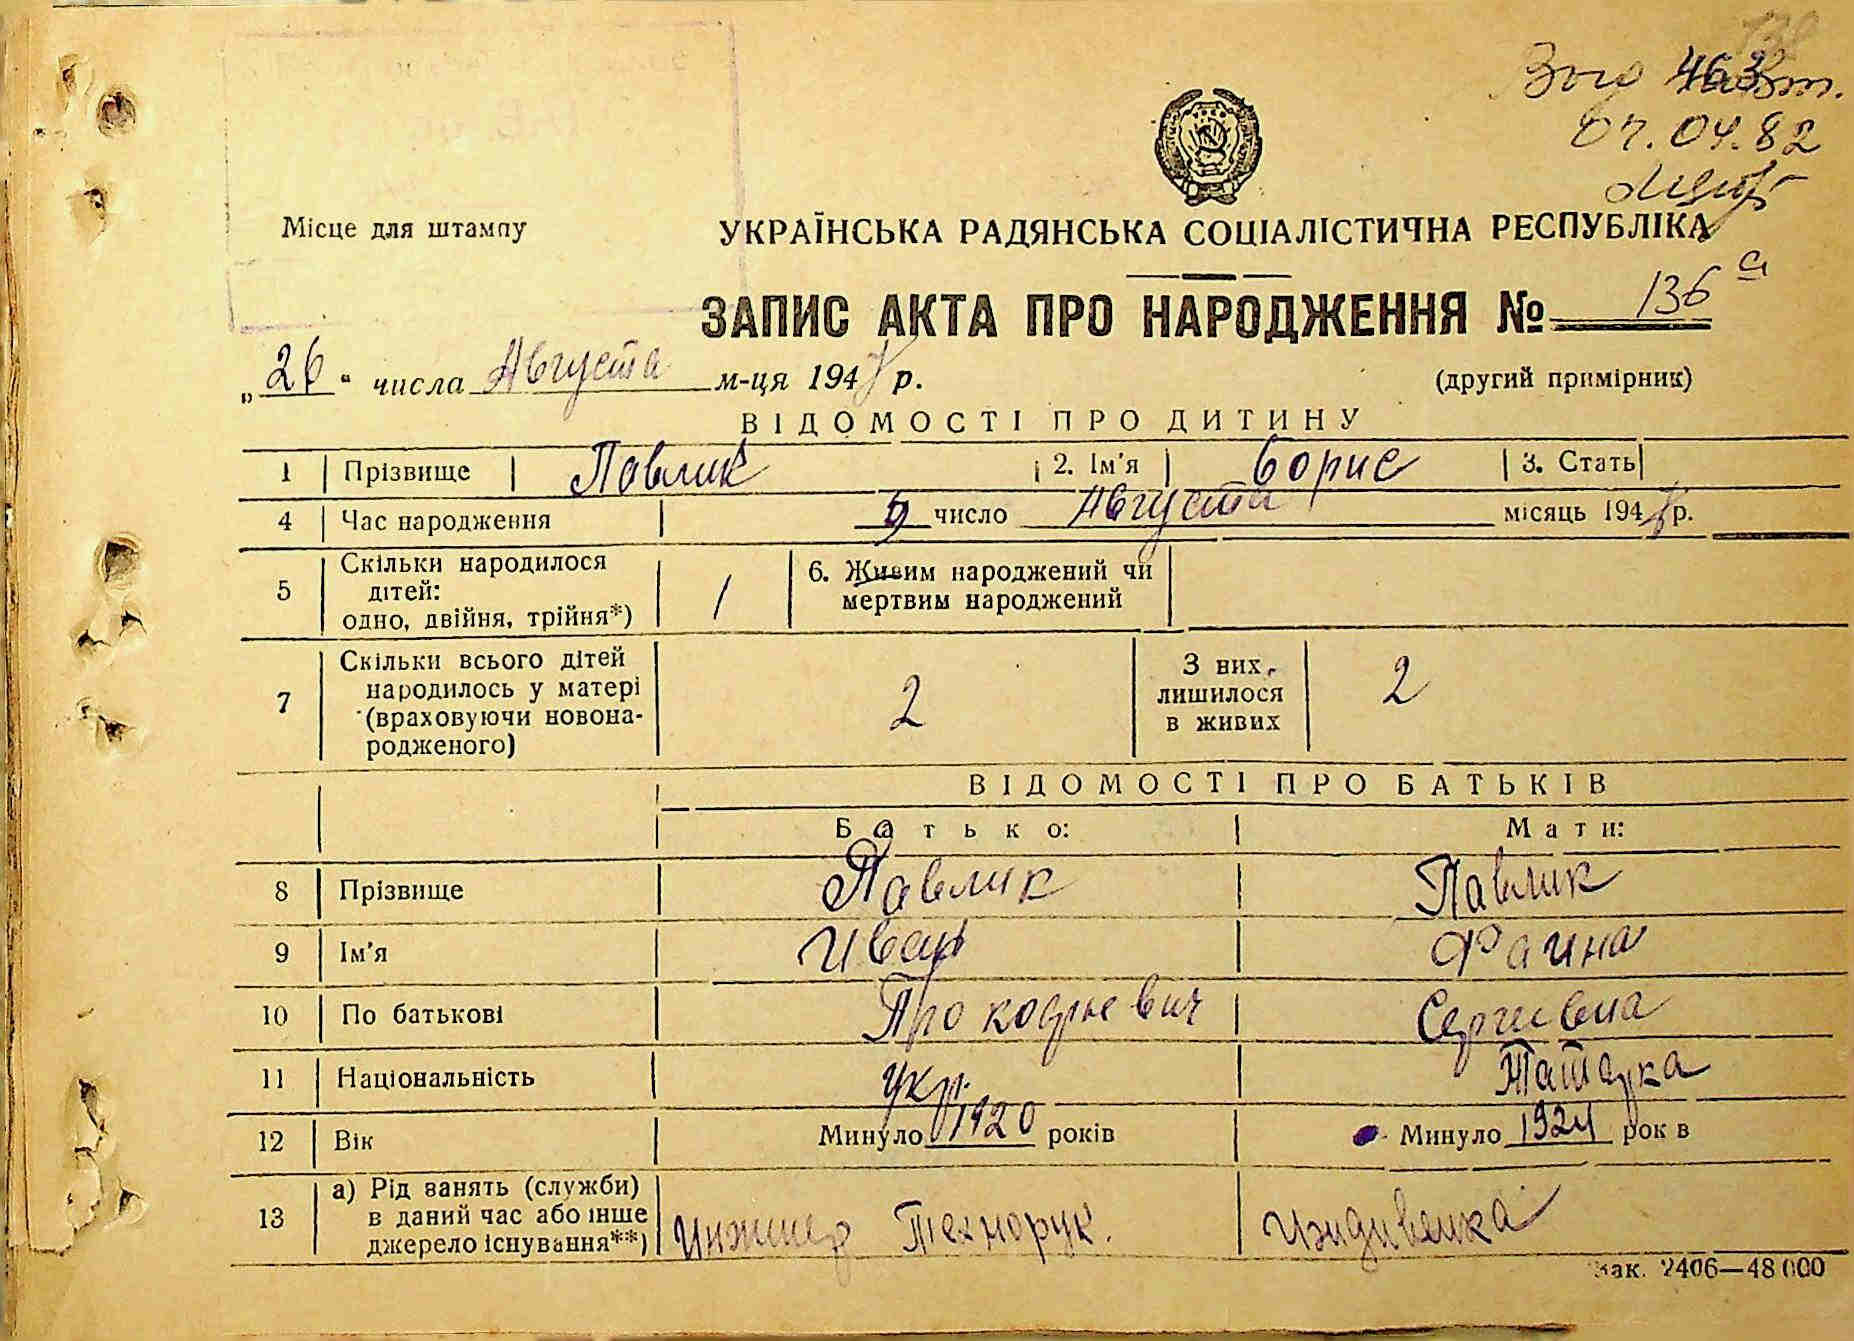 463
07.04.82
Місце для штампу
УКРАЇНСЬКА РАДЯНСЬКА СОЦІАЛІСТИЧНА РЕСПУБЛІКА
ЗАПИС АКТА ПРО НАРОДЖЕННЯ № 136 а
„26“ числа Августа м-ця 194 р.
(другий примірник)
ВІДОМОСТІ ПРО ДИТИНУ
1 Прізвище Павлик 2. Ім'я Борис 3. Стать
4 Час народження 9 число Августа місяць 194 р.
5 Скільки народилося дітей: одно, двійня, трійня*) 1 6. Живим народжений чи мертвим народжений
7 Скільки всього дітей народилось у матері (враховуючи новонародженого) 2 З них лишилося в живих 2
ВІДОМОСТІ ПРО БАТЬКІВ
Батько: Мати:
8 Прізвище Павлик Павлик
9 Ім'я Иван Фаина
10 По батькові Прокофьевич Сергиевна
11 Національність укр. Татарка
12 Вік Минуло 1920 років Минуло 1924 рок в
13 а) Рід занять (служби) в даний час або інше джерело існування**) Инженер Технорук. Иждивенка
Зак. 2406—48 000